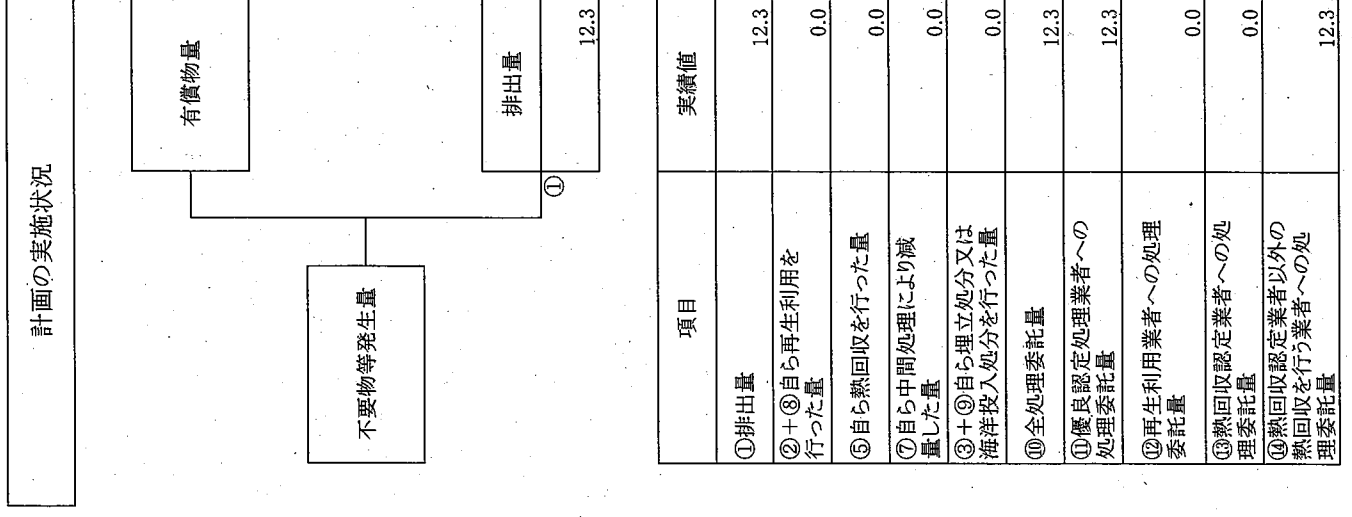 計画の実施状況
有償物量
不要物等発生量
排出量
①
12.3
項目
実績値
①排出量
12.3
②+⑧自ら再生利用を
行った量
0.0
⑤自ら熱回収を行った量
0.0
⑦自ら中間処理により減
量した量
0.0
③+⑨自ら埋立処分又は
海洋投入処分を行った量
0.0
⑩全処理委託量
12.3
⑪優良認定処理業者への
処理委託量
12.3
⑫再生利用業者への処理
委託量
0.0
⑬熱回収認定業者への処
理委託量
0.0
⑭熱回収認定業者以外の
熱回収を行う業者への処
理委託量
12.3